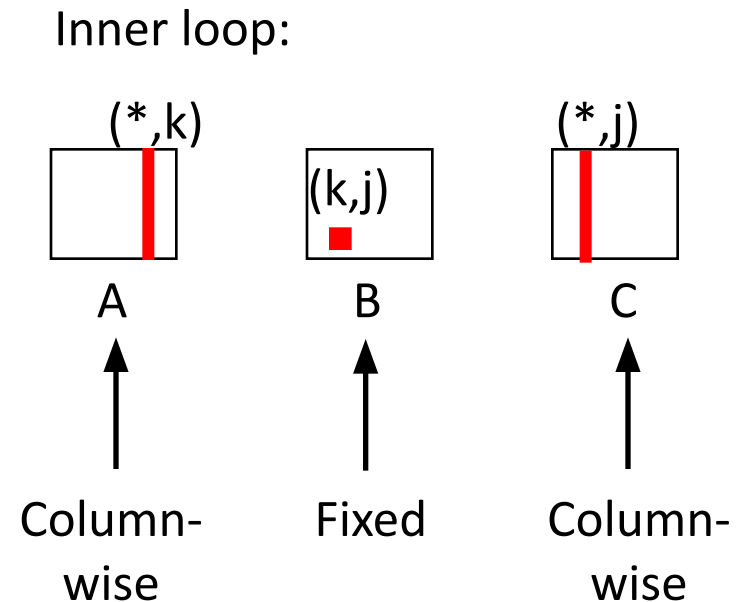 Inner loop:
(*,k)
(k,j)
(*,j)
A
B
C
Column-
wise
Fixed
Column-
wise